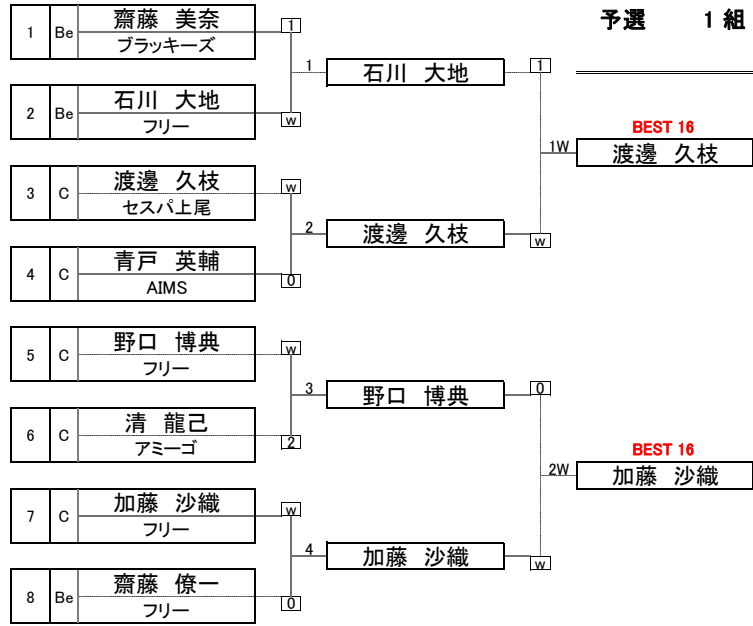 予選 1組
1 Be 齋藤 美奈 1
ブラッキーズ
1 石川 大地 1
2 Be 石川 大地 w
フリー
BEST 16
1W 渡邊 久枝
3 C 渡邊 久枝 w
セスパ上尾
2 渡邊 久枝 w
4 C 青戸 英輔 0
AIMS
5 C 野口 博典 w
フリー
3 野口 博典 0
6 C 清 龍己 2
アミーゴ
BEST 16
2W 加藤 沙織
7 C 加藤 沙織 w
フリー
4 加藤 沙織 w
8 Be 齋藤 僚一 0
フリー